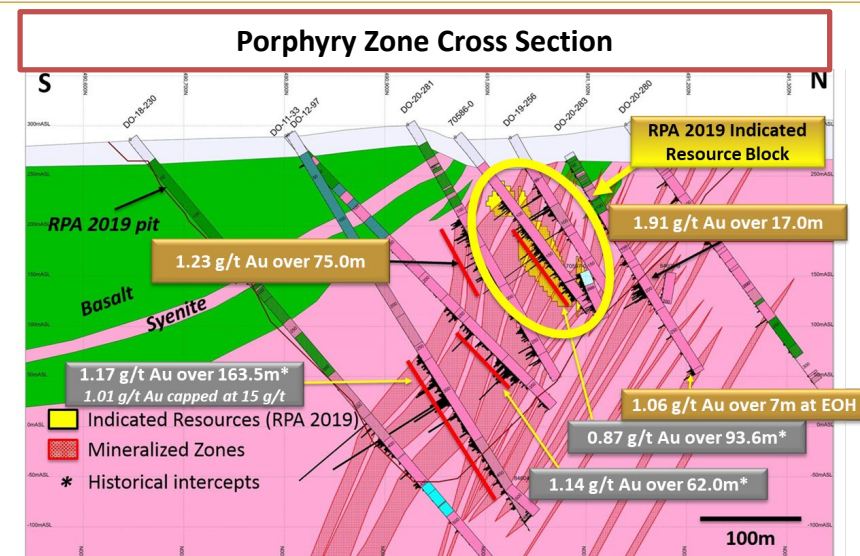 Porphyry Zone Cross Section
S
N
DO-18-230
DO-11-33
DO-12-97
DO-20-281
70586-0
DO-19-256
DO-20-283
DO-20-280
300mASL
250mASL
200mASL
150mASL
100mASL
50mASL
0mASL
-50mASL
-100mASL
RPA 2019 Indicated
Resource Block
RPA 2019 pit
1.91 g/t Au over 17.0m
1.23 g/t Au over 75.0m
Basalt
Syenite
1.17 g/t Au over 163.5m*
1.01 g/t Au capped at 15 g/t
1.06 g/t Au over 7m at EOH
Indicated Resources (RPA 2019)
0.87 g/t Au over 93.6m*
Mineralized Zones
* Historical intercepts
1.14 g/t Au over 62.0m*
100m